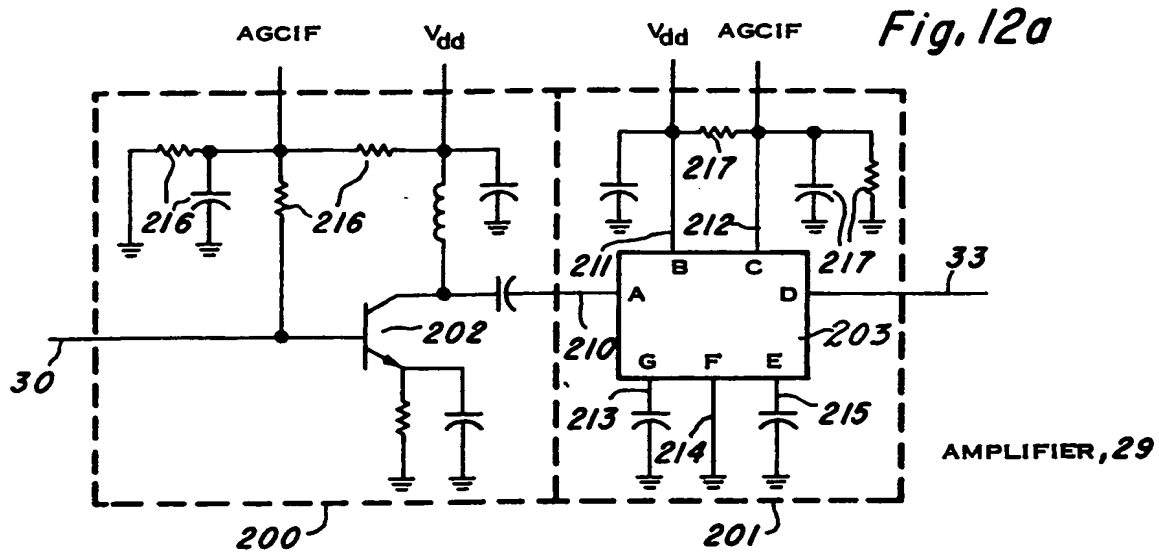 Fig. 12a
AGCIF
Vdd
Vdd
AGCIF
216
216
217
211
212
217
33
B
C
A
D
202
210
203
30
G
F
E
213
214
215
AMPLIFIER, 29
200
201